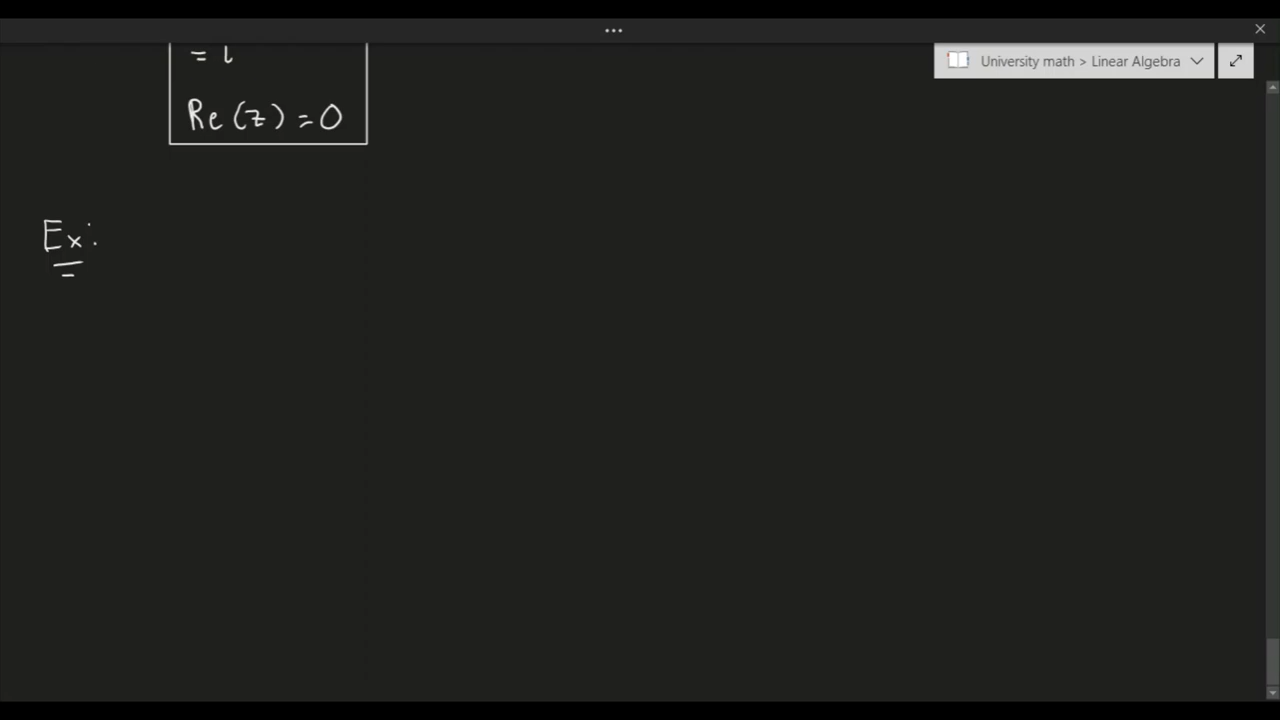 ...
University math > Linear Algebra
= i
Re(z) = 0
Ex: